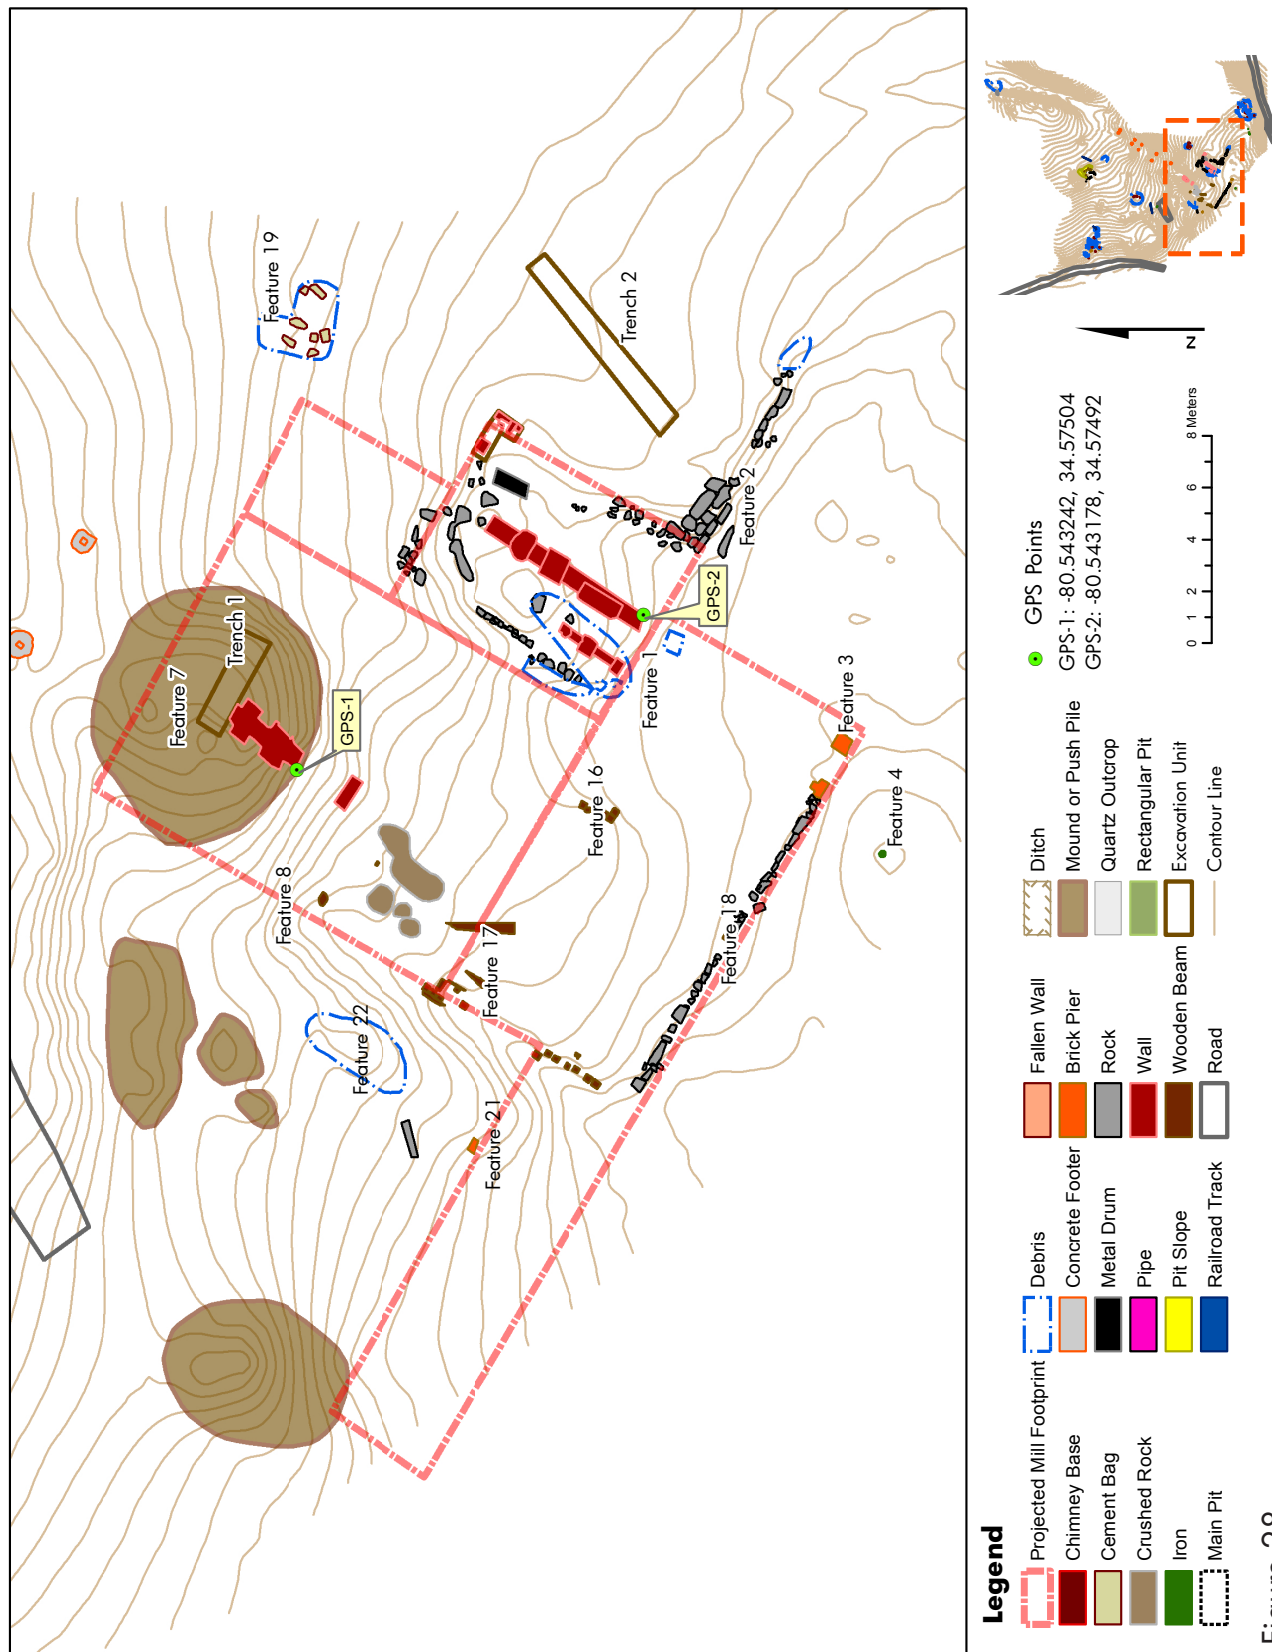 Feature 19
Trench 2
Feature 7
Trench 1
GPS-1
GPS-2
Feature 2
Feature 1
Feature 3
Feature 4
Feature 16
Feature 8
Feature 17
Feature 18
Feature 22
Feature 21
Legend
Projected Mill Footprint
Chimney Base
Cement Bag
Crushed Rock
Iron
Main Pit
Debris
Concrete Footer
Metal Drum
Pipe
Pit Slope
Railroad Track
Fallen Wall
Brick Pier
Rock
Wall
Wooden Beam
Road
Ditch
Mound or Push Pile
Quartz Outcrop
Rectangular Pit
Excavation Unit
Contour Line
GPS Points
GPS-1: -80.543242, 34.57504
GPS-2: -80.543178, 34.57492
0 1 2 4 6 8 Meters
N
Figure 28